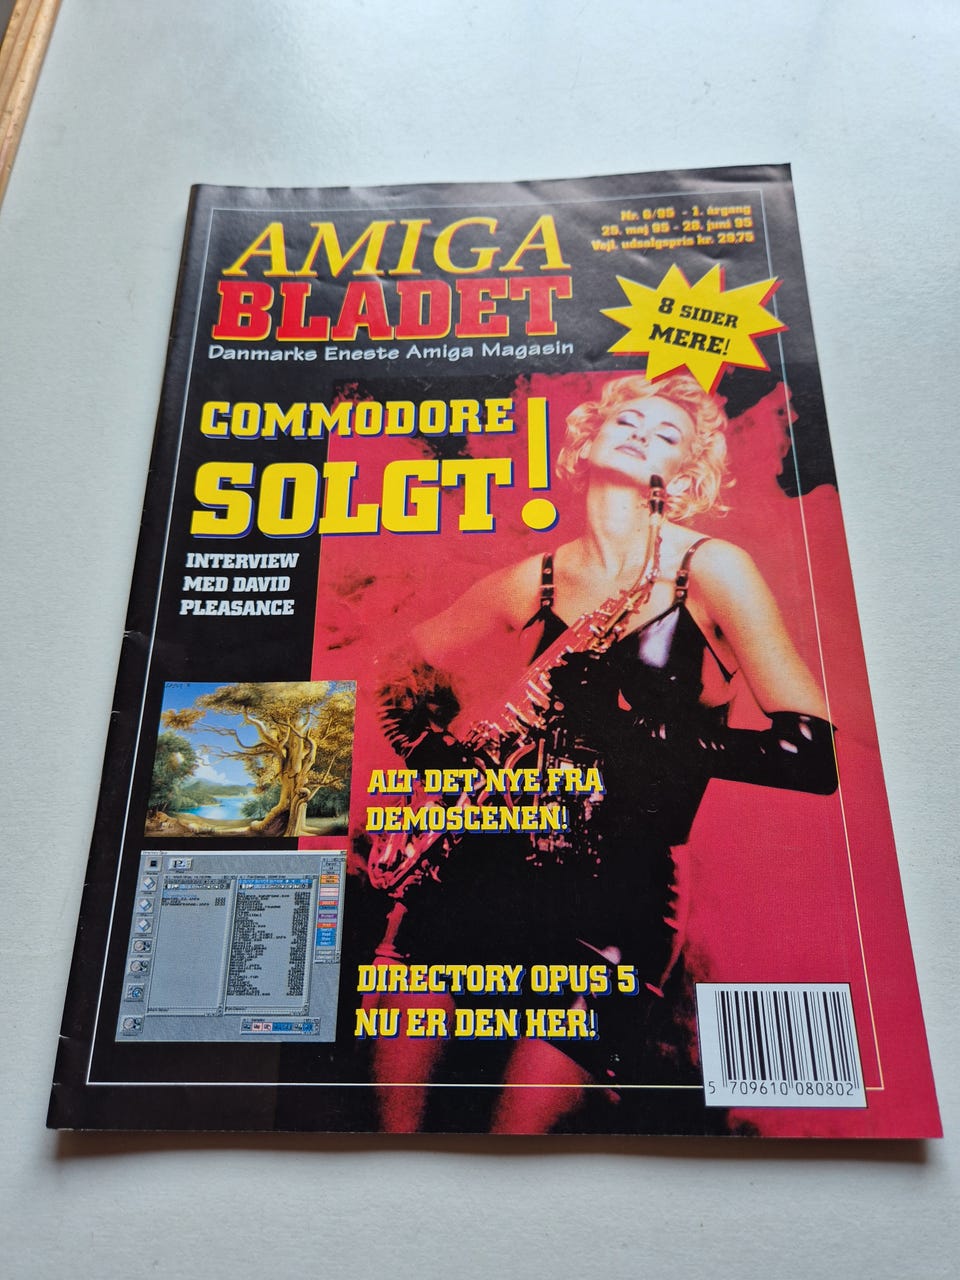 AMIGA
BLADET
Danmarks Eneste Amiga Magasin
Nr. 6/95 - 1. årgang
25. maj 95 - 28. juni 95
Vejl. udsalgspris kr. 29,75
8 SIDER
MERE!
COMMODORE
SOLGT!
INTERVIEW
MED DAVID
PLEASANCE
ALT DET NYE FRA
DEMOSCENEN!
DIRECTORY OPUS 5
NU ER DEN HER!
5 709610 080802